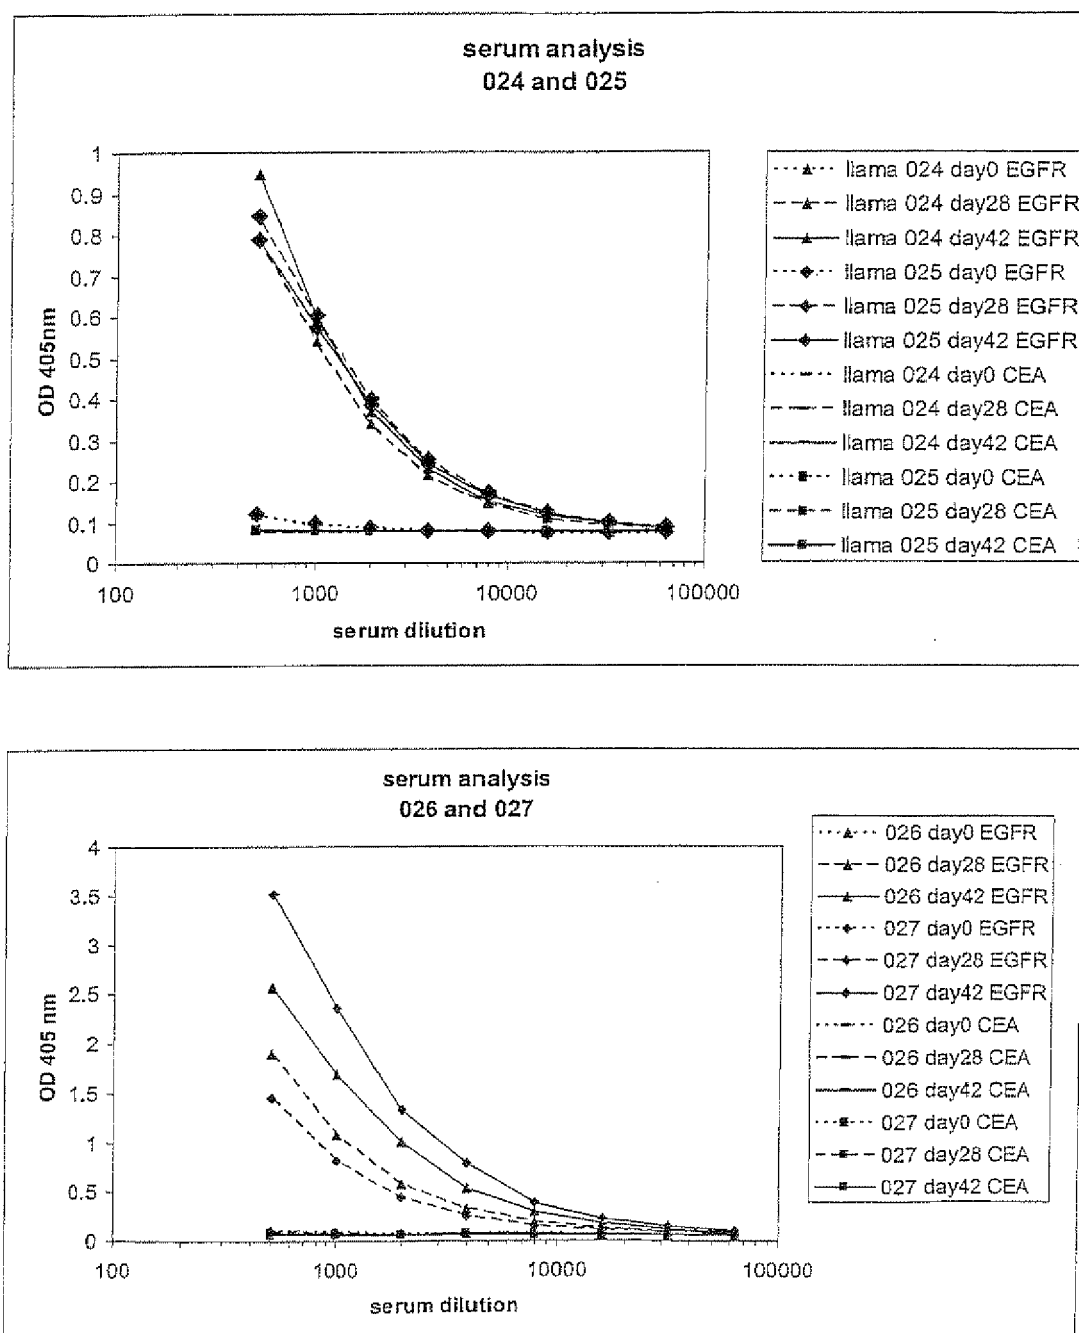 serum analysis
024 and 025
1
0.9
0.8
0.7
0.6
0.5
0.4
0.3
0.2
0.1
0
OD 405nm
100
1000
10000
100000
serum dilution
llama 024 day0 EGFR
llama 024 day28 EGFR
llama 024 day42 EGFR
llama 025 day0 EGFR
llama 025 day28 EGFR
llama 025 day42 EGFR
llama 024 day0 CEA
llama 024 day28 CEA
llama 024 day42 CEA
llama 025 day0 CEA
llama 025 day28 CEA
llama 025 day42 CEA
serum analysis
026 and 027
4
3.5
3
2.5
2
1.5
1
0.5
0
OD 405 nm
100
1000
10000
100000
serum dilution
026 day0 EGFR
026 day28 EGFR
026 day42 EGFR
027 day0 EGFR
027 day28 EGFR
027 day42 EGFR
026 day0 CEA
026 day28 CEA
026 day42 CEA
027 day0 CEA
027 day28 CEA
027 day42 CEA